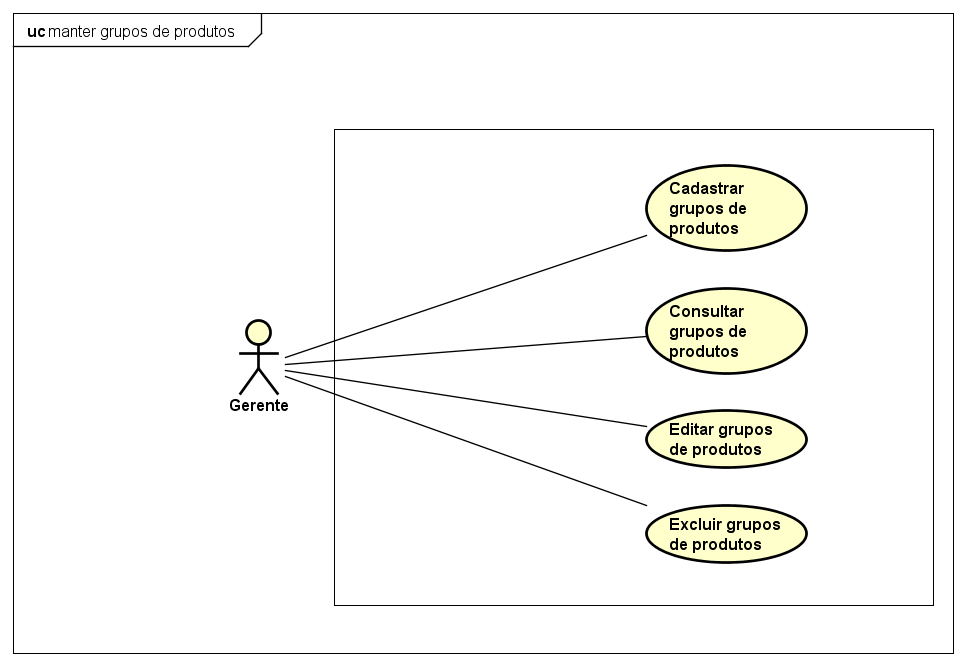 uc manter grupos de produtos
Cadastrar
grupos de
produtos
Consultar
grupos de
produtos
Gerente
Editar grupos
de produtos
Excluir grupos
de produtos